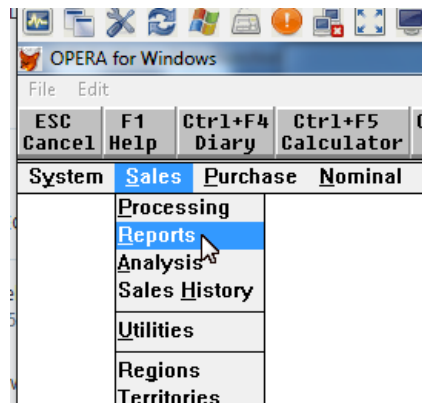 OPERA for Windows
File Edit
ESC F1 Ctrl+F4 Ctrl+F5
Cancel Help Diary Calculator
System Sales Purchase Nominal
Processing
Reports
Analysis
Sales History
Utilities
Regions
Territories